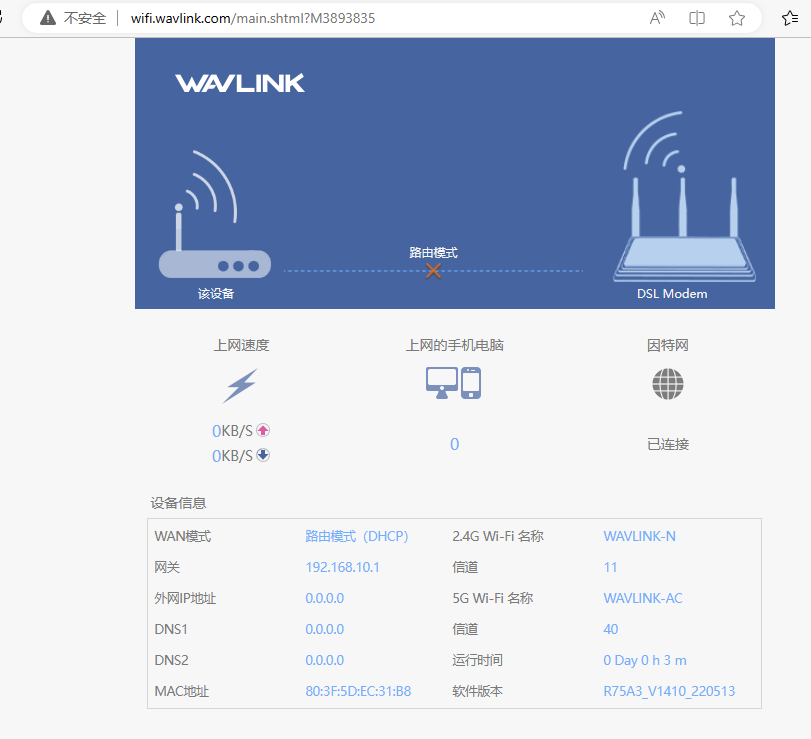 不安全 wifi.wavlink.com/main.shtml?M3893835 A
WAVLINK
路由模式
该设备 DSL Modem
上网速度 上网的手机电脑 因特网
0KB/S
0KB/S
0 已连接
设备信息
WAN模式 路由模式（DHCP） 2.4G Wi-Fi 名称 WAVLINK-N
网关 192.168.10.1 信道 11
外网IP地址 0.0.0.0 5G Wi-Fi 名称 WAVLINK-AC
DNS1 0.0.0.0 信道 40
DNS2 0.0.0.0 运行时间 0 Day 0 h 3 m
MAC地址 80:3F:5D:EC:31:B8 软件版本 R75A3_V1410_220513